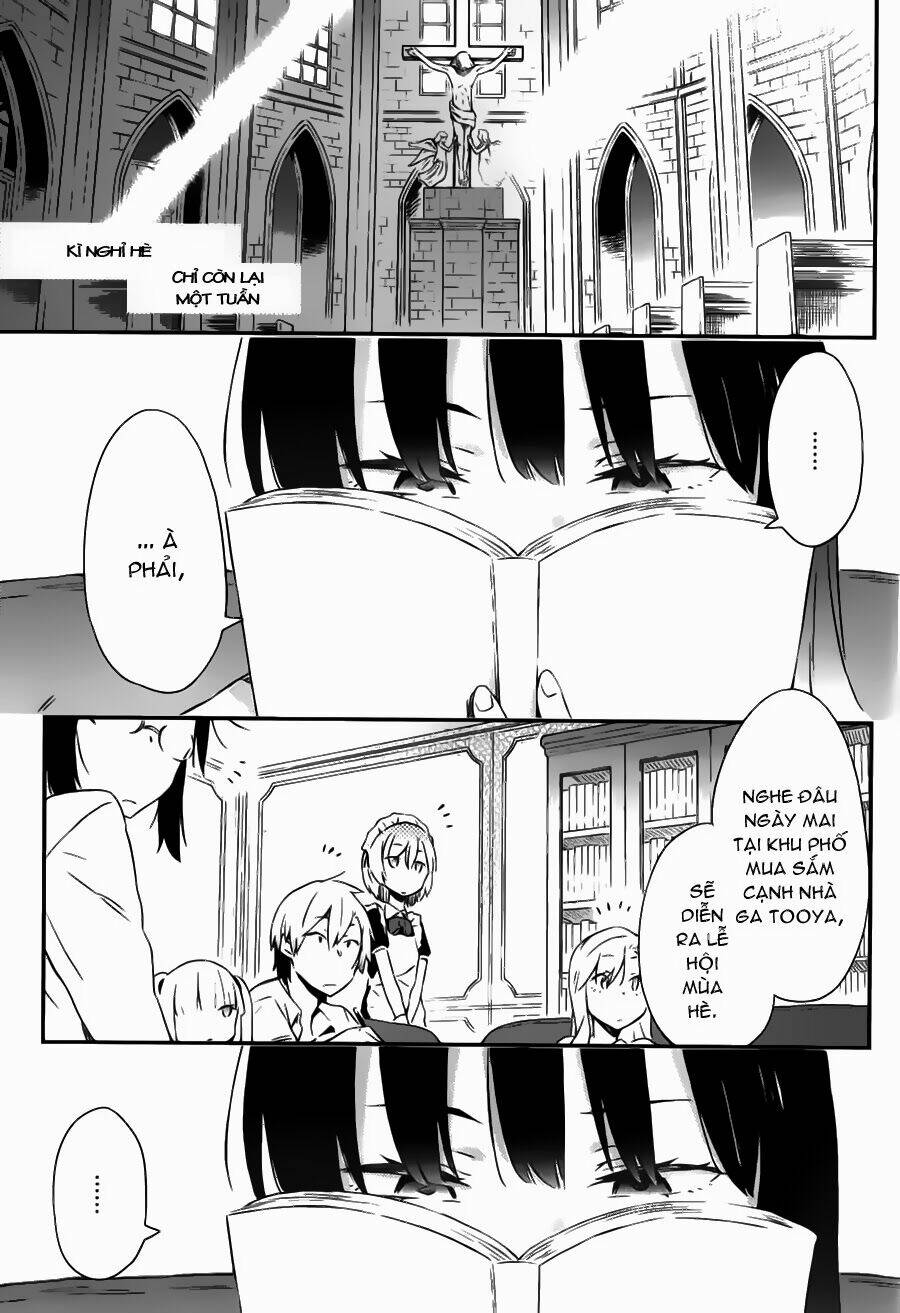 KÌ NGHỈ HÈ
CHỈ CÒN LẠI
MỘT TUẦN
......
... À
PHẢI,
NGHE ĐÂU
NGÀY MAI
TẠI KHU PHỐ
MUA SẮM
CẠNH NHÀ
GA TOOYA,
SẼ
DIỄN
RA LỄ
HỘI
MÙA
HÈ.
......